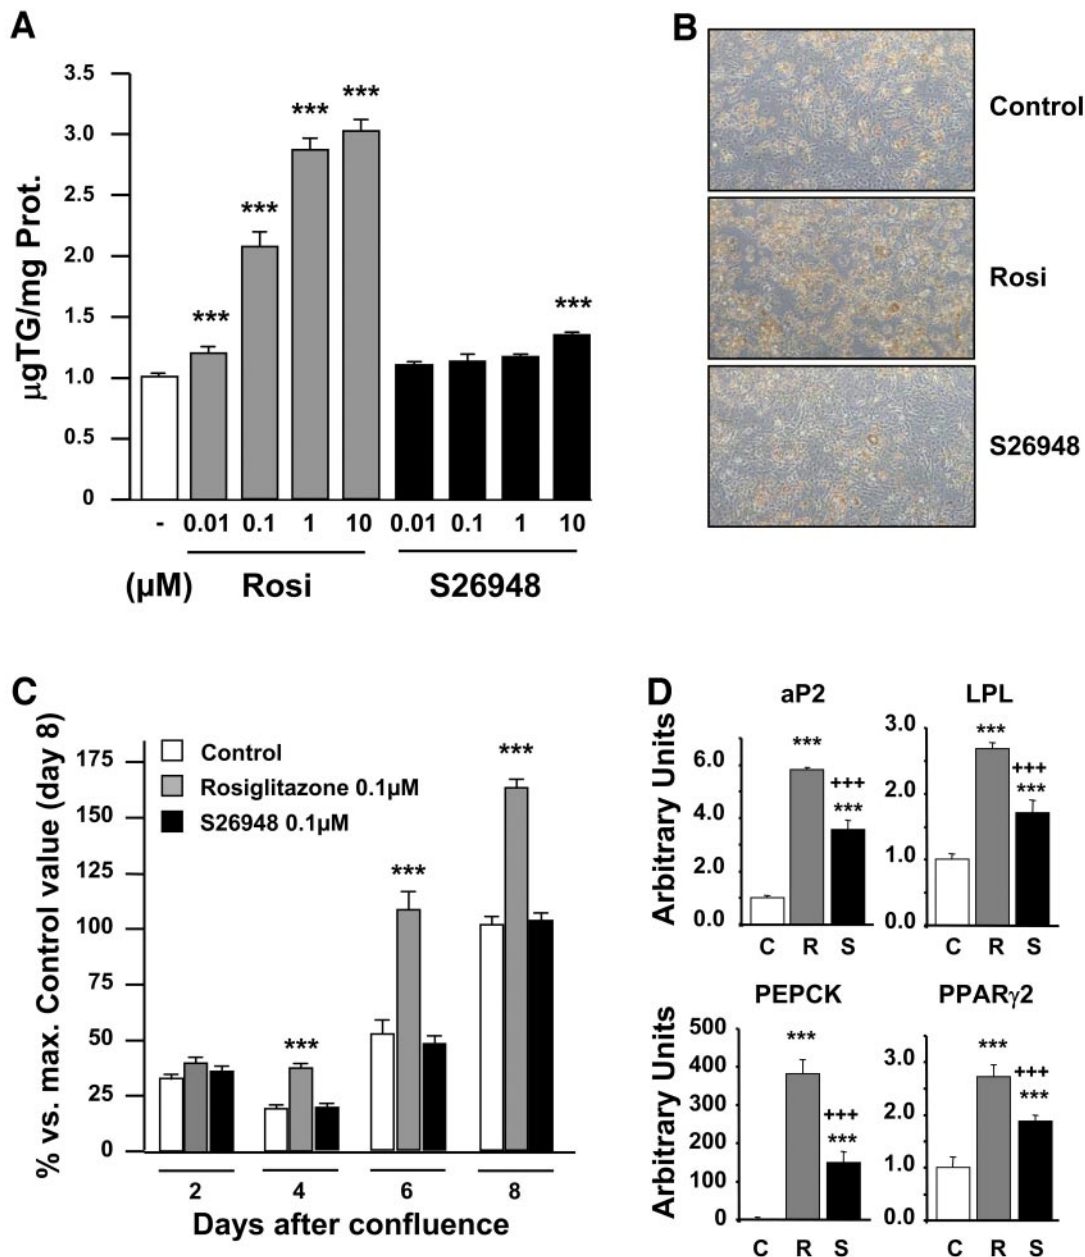 A
µgTG/mg Prot.
3.5
3.0
2.5
2.0
1.5
1.0
0.5
0
***
***
***
***
***
- 0.01 0.1 1 10 0.01 0.1 1 10
(µM) Rosi S26948
B
Control
Rosi
S26948
C
% vs. max. Control value (day 8)
175
150
125
100
75
50
25
0
Control
Rosiglitazone 0.1µM
S26948 0.1µM
***
***
***
2 4 6 8
Days after confluence
D
aP2
Arbitrary Units
6.0
4.0
2.0
0.0
***
+++
***
C R S
LPL
3.0
2.0
1.0
0.0
***
+++
***
C R S
PEPCK
Arbitrary Units
500
400
300
200
100
0
***
+++
***
C R S
PPARγ2
3.0
2.0
1.0
0.0
***
+++
***
C R S